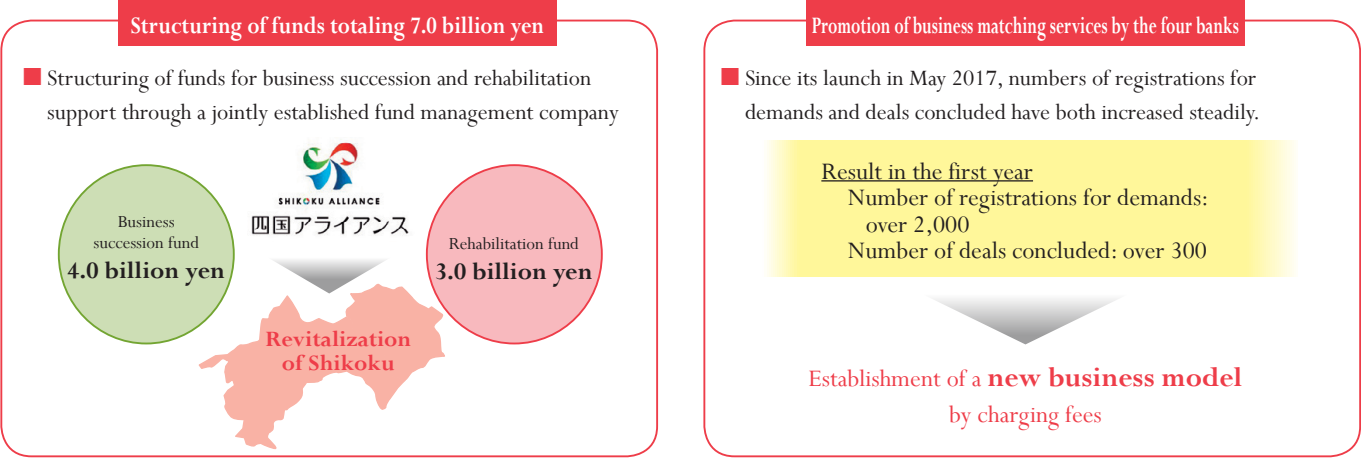 Structuring of funds totaling 7.0 billion yen
■ Structuring of funds for business succession and rehabilitation
support through a jointly established fund management company
SHIKOKU ALLIANCE
四国アライアンス
Business
succession fund
4.0 billion yen
Rehabilitation fund
3.0 billion yen
Revitalization
of Shikoku
Promotion of business matching services by the four banks
■ Since its launch in May 2017, numbers of registrations for
demands and deals concluded have both increased steadily.
Result in the first year
Number of registrations for demands:
over 2,000
Number of deals concluded: over 300
Establishment of a new business model
by charging fees